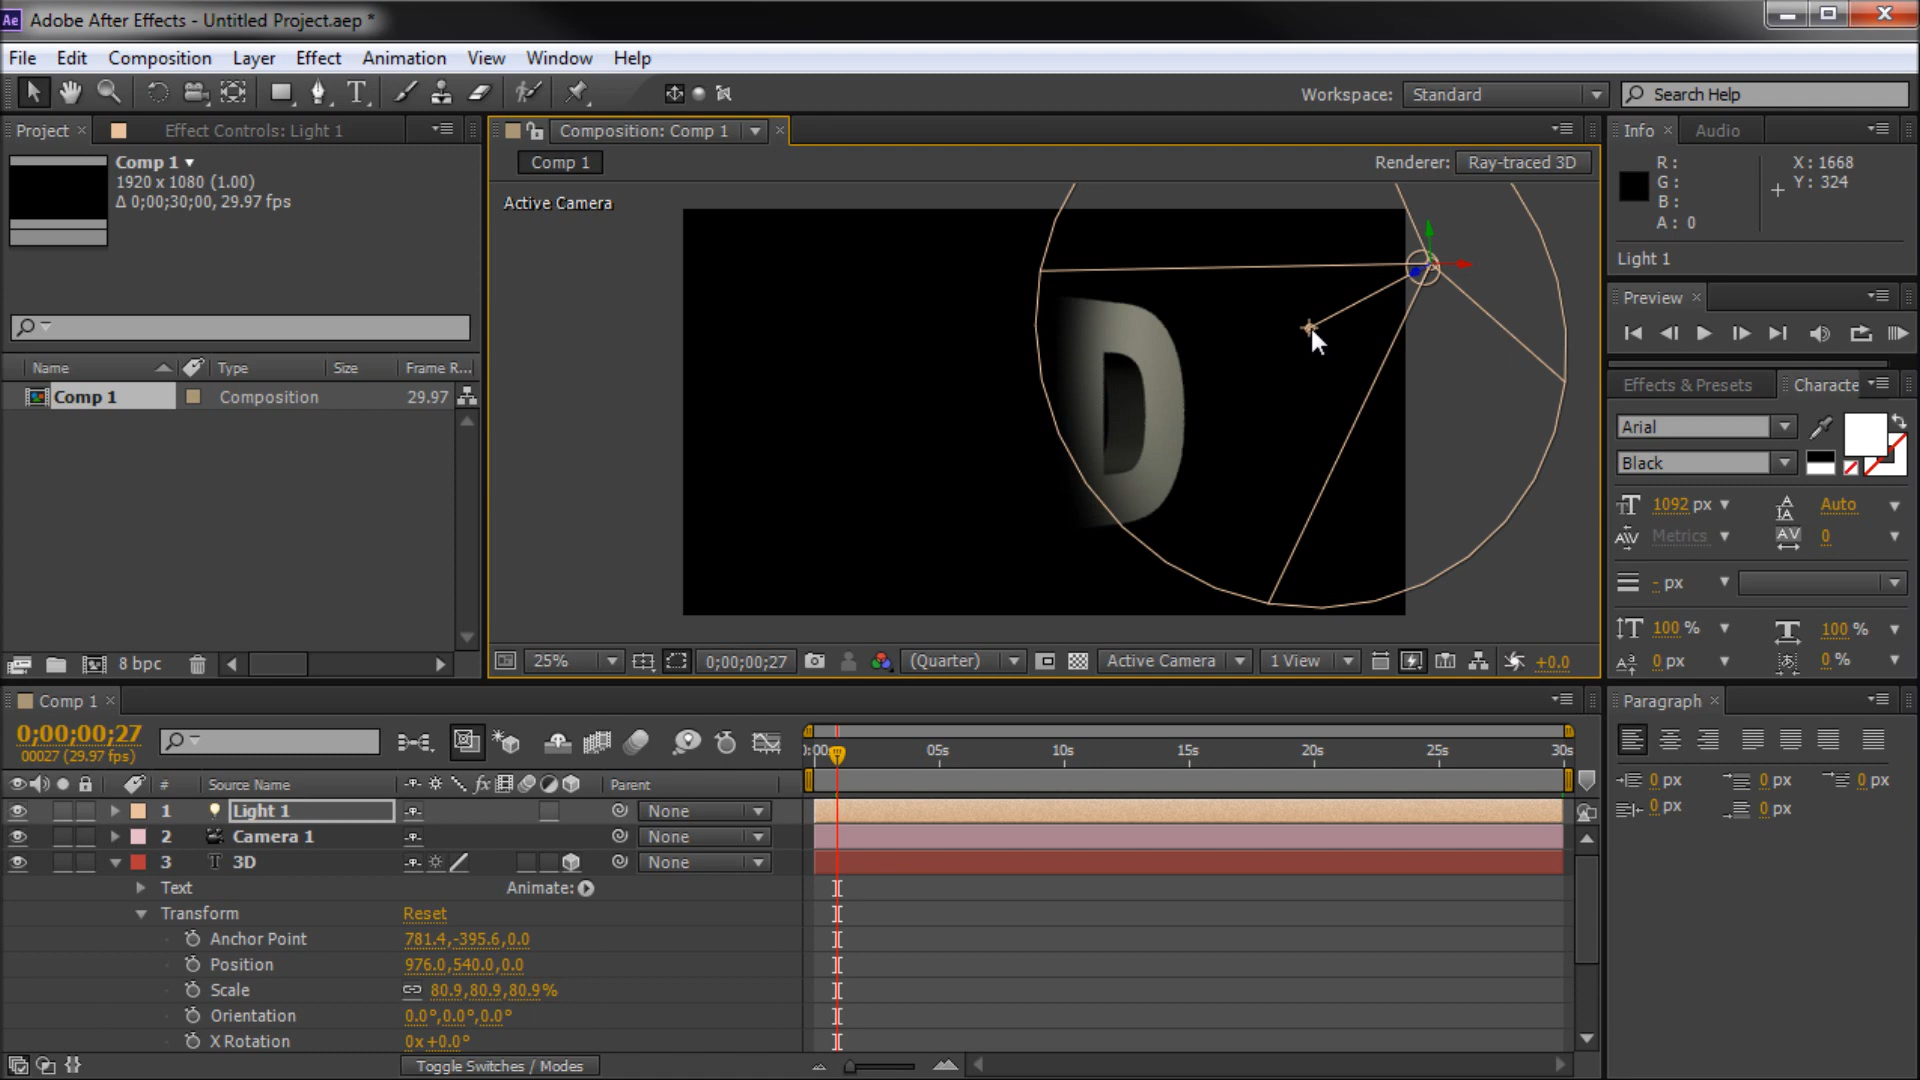 Ae Adobe After Effects - Untitled Project.aep *
File Edit Composition Layer Effect Animation View Window Help
Workspace: Standard Search Help
Project Effect Controls: Light 1
Composition: Comp 1
Info Audio
Comp 1
1920 x 1080 (1.00)
Δ 0;00;30;00, 29.97 fps
Comp 1
Renderer: Ray-traced 3D
Active Camera
R :
G :
B :
A : 0
X : 1668
Y : 324
Light 1
Preview
Effects & Presets Characte
Arial
Black
1092 px Auto
Metrics 0
- px
100 % 100 %
0 px 0 %
Name Type Size Frame R...
Comp 1 Composition 29.97
8 bpc
D
25% 0;00;00;27 (Quarter) Active Camera 1 View +0.0
Comp 1
0;00;00;27
00027 (29.97 fps)
):00 05s 10s 15s 20s 25s 30s
# Source Name fx Parent
1 Light 1 None
2 Camera 1
3 T 3D None
Text Animate:
Transform Reset
Anchor Point 781.4,-395.6,0.0
Position 976.0,540.0,0.0
Scale 80.9,80.9,80.9%
Orientation 0.0°,0.0°,0.0°
X Rotation 0x+0.0°
Toggle Switches / Modes
Paragraph
0 px 0 px 0 px
0 px 0 px